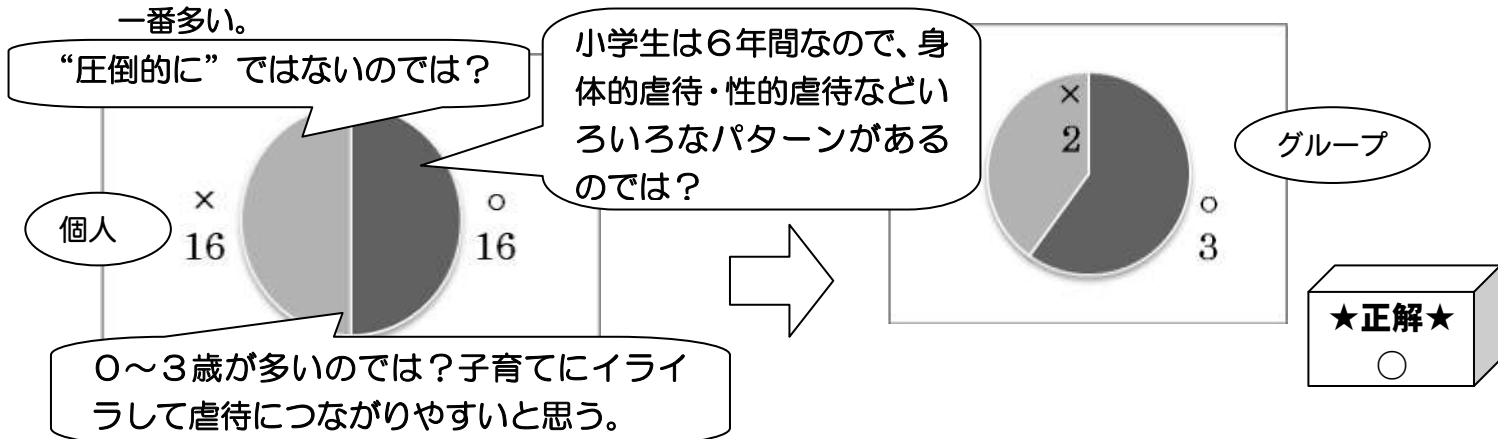 一番多い。
“圧倒的に”ではないのでは？
小学生は６年間なので、身
体的虐待・性的虐待などい
ろいろなパターンがある
のでは？
×
2
グループ
○
3
個人
×
16
○
16
★正解★
○
０～３歳が多いのでは？子育てにイライ
ラして虐待につながりやすいと思う。